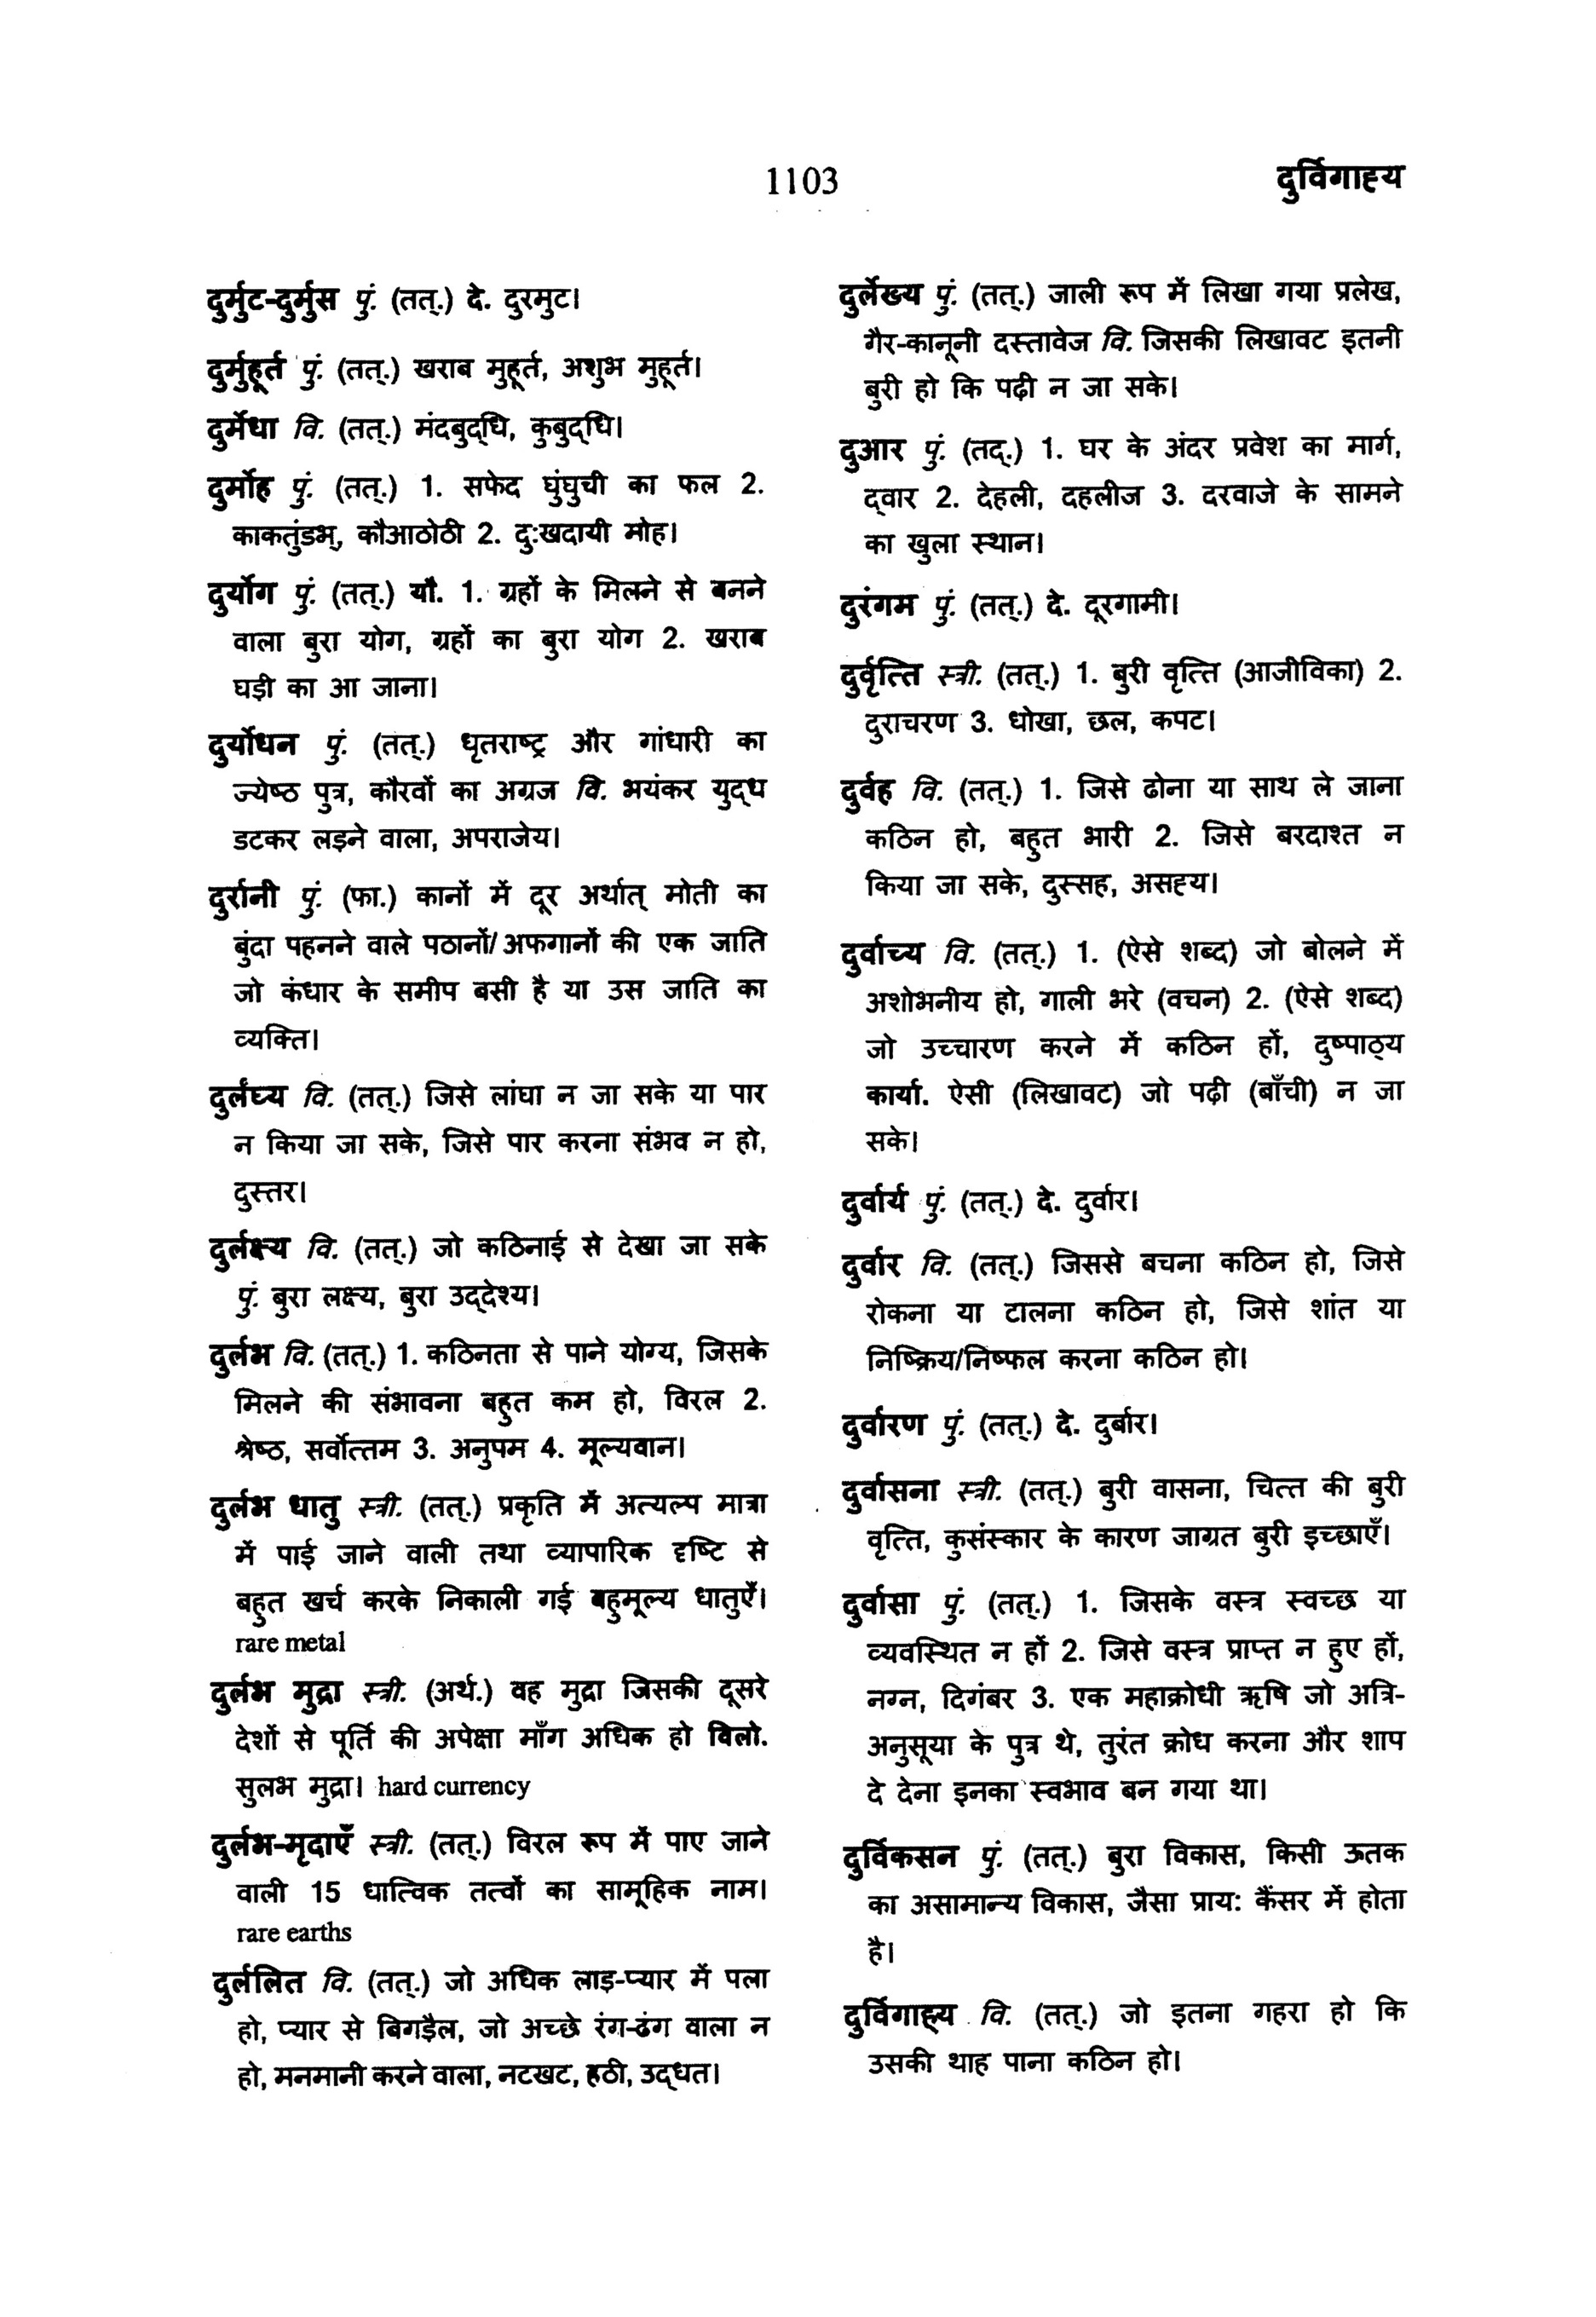 1103
दुर्विगाह्य
दुर्मुट-दुर्मुस पुं. (तत्.) दे. दुरमुट।
दुर्मुहूर्त पुं. (तत्.) खराब मुहूर्त, अशुभ मुहूर्त।
दुर्मेधा वि. (तत्.) मंदबुद्धि, कुबुद्धि।
दुर्मोह पुं. (तत्.) 1. सफेद घुंघुची का फल 2.
काकतुंडभ्, कौआठोठी 2. दु:खदायी मोह।
दुर्योग पुं. (तत्.) यौ. 1. ग्रहों के मिलने से बनने
वाला बुरा योग, ग्रहों का बुरा योग 2. खराब
घड़ी का आ जाना।
दुर्योधन पुं. (तत्.) धृतराष्ट्र और गांधारी का
ज्येष्ठ पुत्र, कौरवों का अग्रज वि. भयंकर युद्ध
डटकर लड़ने वाला, अपराजेय।
दुर्रानी पुं. (फा.) कानों में दूर अर्थात् मोती का
बुंदा पहनने वाले पठानों/अफगानों की एक जाति
जो कंधार के समीप बसी है या उस जाति का
व्यक्ति।
दुर्लंघ्य वि. (तत्.) जिसे लांघा न जा सके या पार
न किया जा सके, जिसे पार करना संभव न हो,
दुस्तर।
दुर्लक्ष्य वि. (तत्.) जो कठिनाई से देखा जा सके
पुं. बुरा लक्ष्य, बुरा उद्देश्य।
दुर्लभ वि. (तत्.) 1. कठिनता से पाने योग्य, जिसके
मिलने की संभावना बहुत कम हो, विरल 2.
श्रेष्ठ, सर्वोत्तम 3. अनुपम 4. मूल्यवान।
दुर्लभ धातु स्त्री. (तत्.) प्रकृति में अत्यल्प मात्रा
में पाई जाने वाली तथा व्यापारिक दृष्टि से
बहुत खर्च करके निकाली गई बहुमूल्य धातुएँ।
rare metal
दुर्लभ मुद्रा स्त्री. (अर्थ.) वह मुद्रा जिसकी दूसरे
देशों से पूर्ति की अपेक्षा माँग अधिक हो विलो.
सुलभ मुद्रा। hard currency
दुर्लभ-मृदाएँ स्त्री. (तत्.) विरल रूप में पाए जाने
वाली 15 धात्विक तत्वों का सामूहिक नाम।
rare earths
दुर्ललित वि. (तत्.) जो अधिक लाड़-प्यार में पला
हो, प्यार से बिगड़ैल, जो अच्छे रंग-ढंग वाला न
हो, मनमानी करने वाला, नटखट, हठी, उद्धत।
दुर्लेख्य पुं. (तत्.) जाली रूप में लिखा गया प्रलेख,
गैर-कानूनी दस्तावेज वि. जिसकी लिखावट इतनी
बुरी हो कि पढ़ी न जा सके।
दुआर पुं. (तद्.) 1. घर के अंदर प्रवेश का मार्ग,
द्वार 2. देहली, दहलीज 3. दरवाजे के सामने
का खुला स्थान।
दुरंगम पुं. (तत्.) दे. दूरगामी।
दुर्वृत्ति स्त्री. (तत्.) 1. बुरी वृत्ति (आजीविका) 2.
दुराचरण 3. धोखा, छल, कपट।
दुर्वह वि. (तत्.) 1. जिसे ढोना या साथ ले जाना
कठिन हो, बहुत भारी 2. जिसे बरदाश्त न
किया जा सके, दुस्सह, असह्य।
दुर्वाच्य वि. (तत्.) 1. (ऐसे शब्द) जो बोलने में
अशोभनीय हो, गाली भरे (वचन) 2. (ऐसे शब्द)
जो उच्चारण करने में कठिन हों, दुष्पाठ्य
कार्या. ऐसी (लिखावट) जो पढ़ी (बाँची) न जा
सके।
दुर्वार्य पुं. (तत्.) दे. दुर्वार।
दुर्वार वि. (तत्.) जिससे बचना कठिन हो, जिसे
रोकना या टालना कठिन हो, जिसे शांत या
निष्क्रिय/निष्फल करना कठिन हो।
दुर्वारण पुं. (तत्.) दे. दुर्बार।
दुर्वासना स्त्री. (तत्.) बुरी वासना, चित्त की बुरी
वृत्ति, कुसंस्कार के कारण जाग्रत बुरी इच्छाएँ।
दुर्वासा पुं. (तत्.) 1. जिसके वस्त्र स्वच्छ या
व्यवस्थित न हों 2. जिसे वस्त्र प्राप्त न हुए हों,
नग्न, दिगंबर 3. एक महाक्रोधी ऋषि जो अत्रि-
अनुसूया के पुत्र थे, तुरंत क्रोध करना और शाप
दे देना इनका स्वभाव बन गया था।
दुर्विकसन पुं. (तत्.) बुरा विकास, किसी ऊतक
का असामान्य विकास, जैसा प्राय: कैंसर में होता
है।
दुर्विगाह्य वि. (तत्.) जो इतना गहरा हो कि
उसकी थाह पाना कठिन हो।